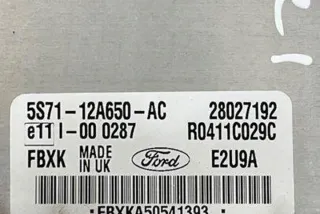 5S71-12A650-AC 28027192
e11 I-00 0287 R0411C029C
FBXK MADE IN UK Ford E2U9A
FBXKA50541393